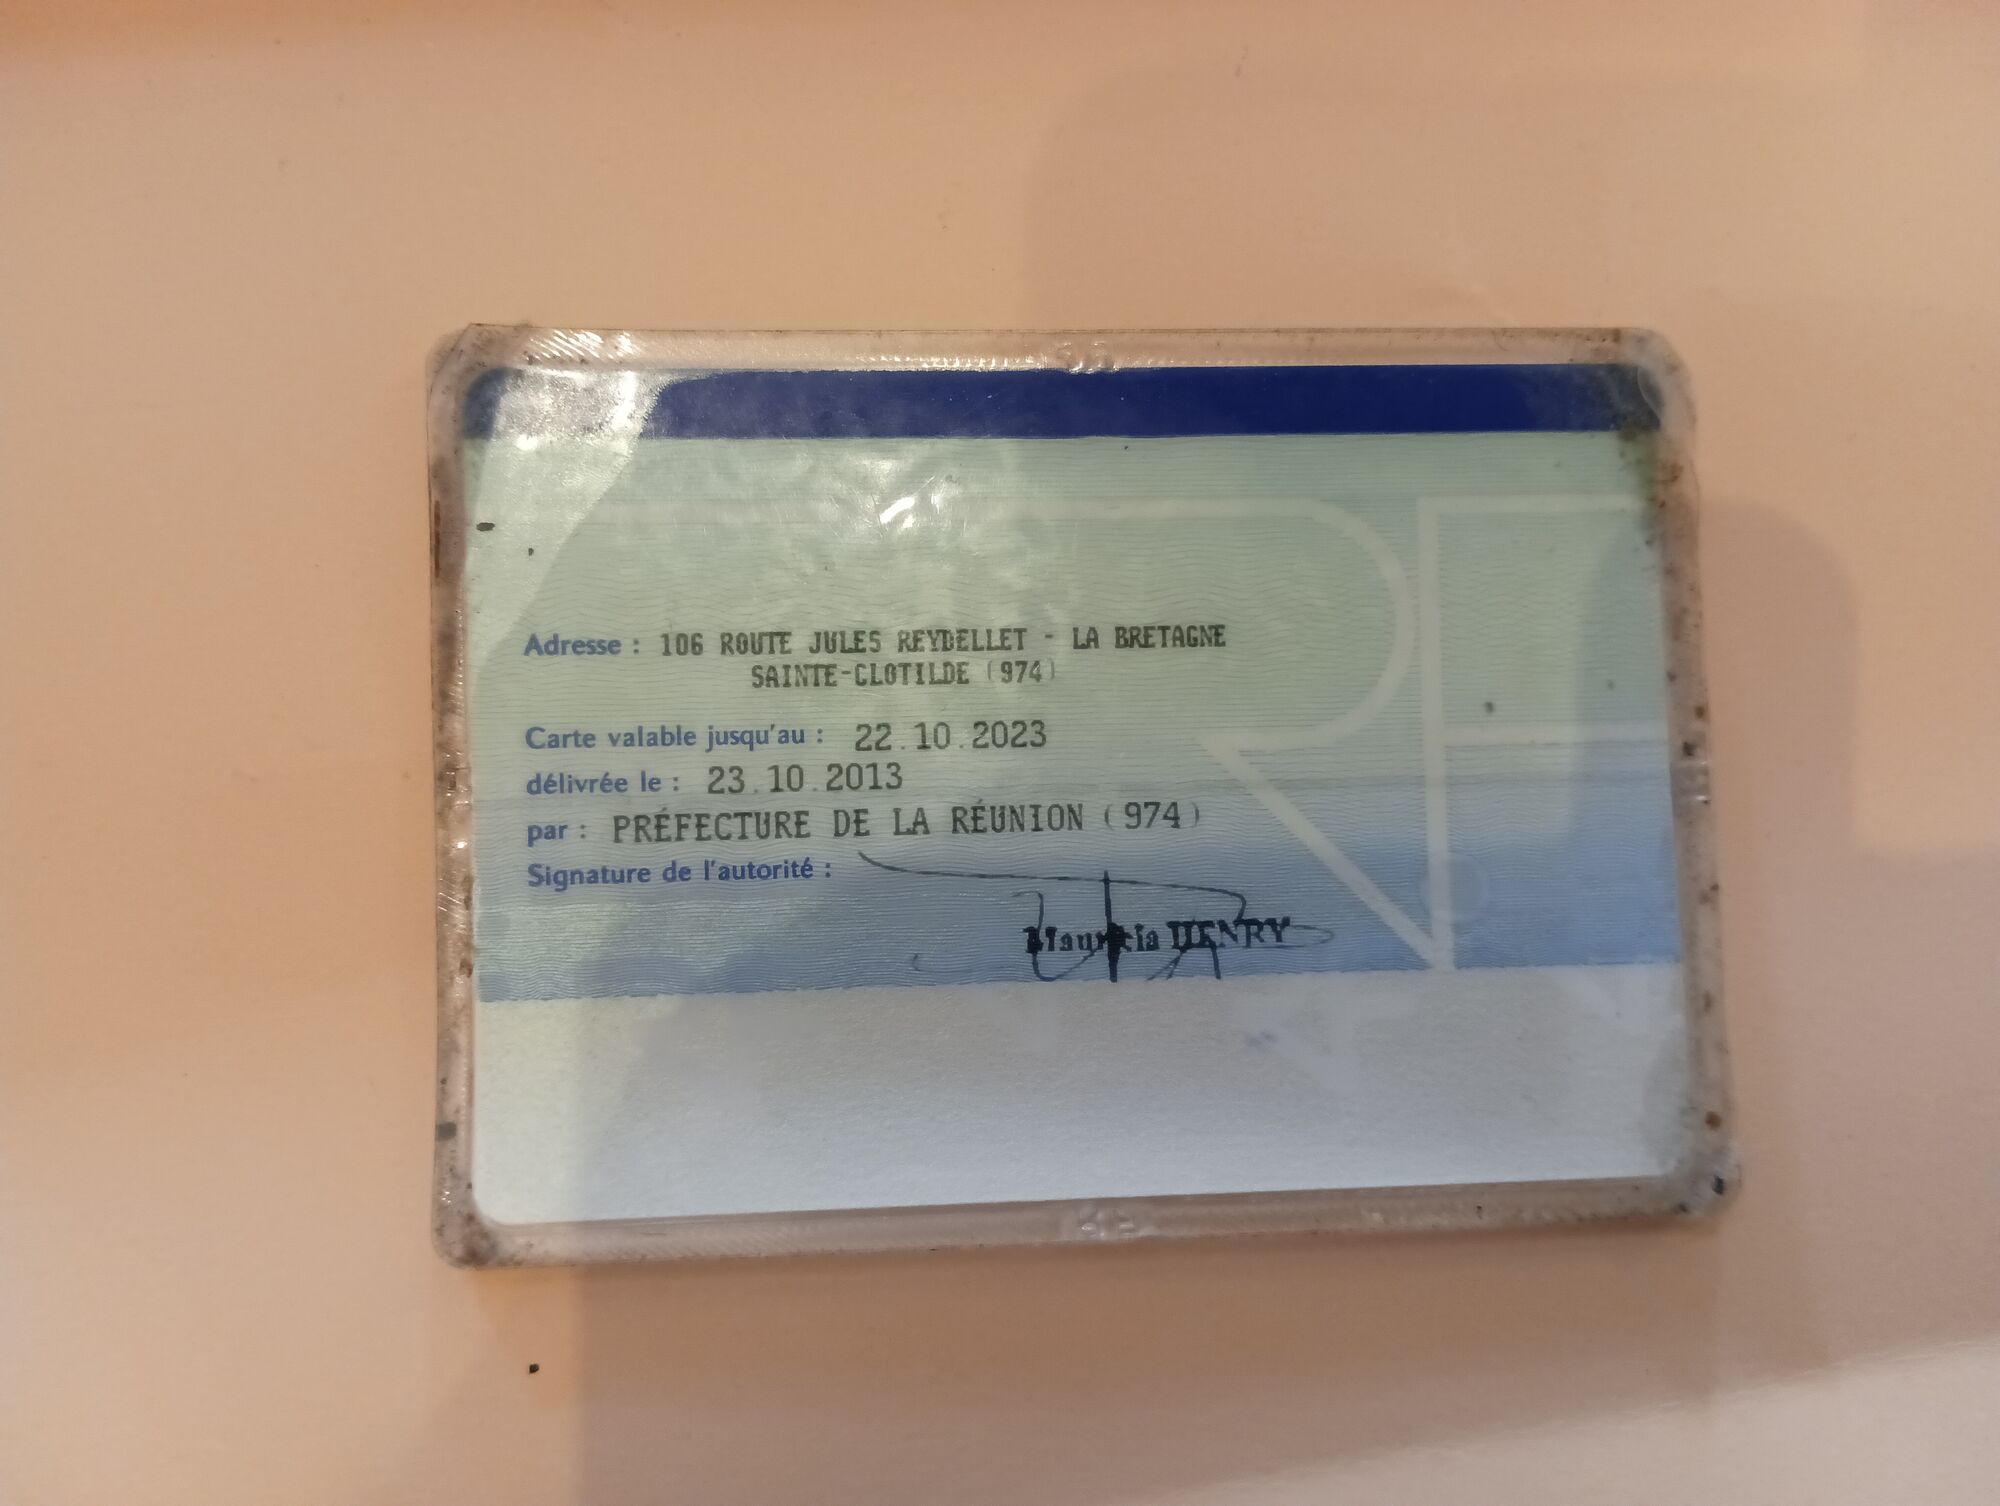 Adresse : 106 ROUTE JULES REYDELLET - LA BRETAGNE
SAINTE-CLOTILDE (974)
Carte valable jusqu'au : 22.10.2023
délivrée le : 23.10.2013
par : PRÉFECTURE DE LA RÉUNION (974)
Signature de l'autorité :
HENRY
RF